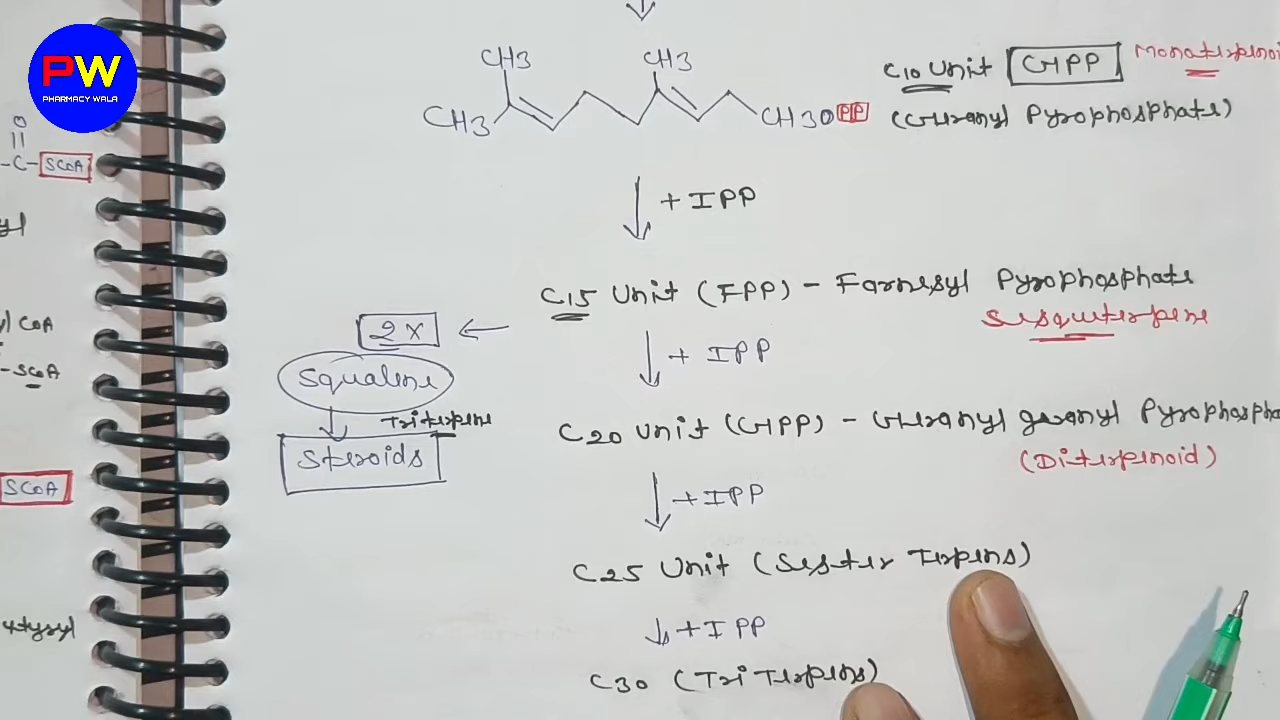 PW
PHARMACY WALA
O
-C-SCOA
CoA
-SCOA
SCOA
CH3 CH3
CH3 CH3OPP
C10 Unit GPP
(Geranyl Pyrophosphate)
+ IPP
C15 Unit (FPP) - Farnesyl Pyrophosphate
Sesquiterpene
2x
Squalene
Triterpene
Steroids
+ IPP
C20 Unit (GPP) - Geranyl geranyl Pyrophospha
(Diterpenoid)
+ IPP
C25 Unit (Sester Terpens)
+ IPP
C30 (Tri Terpens)